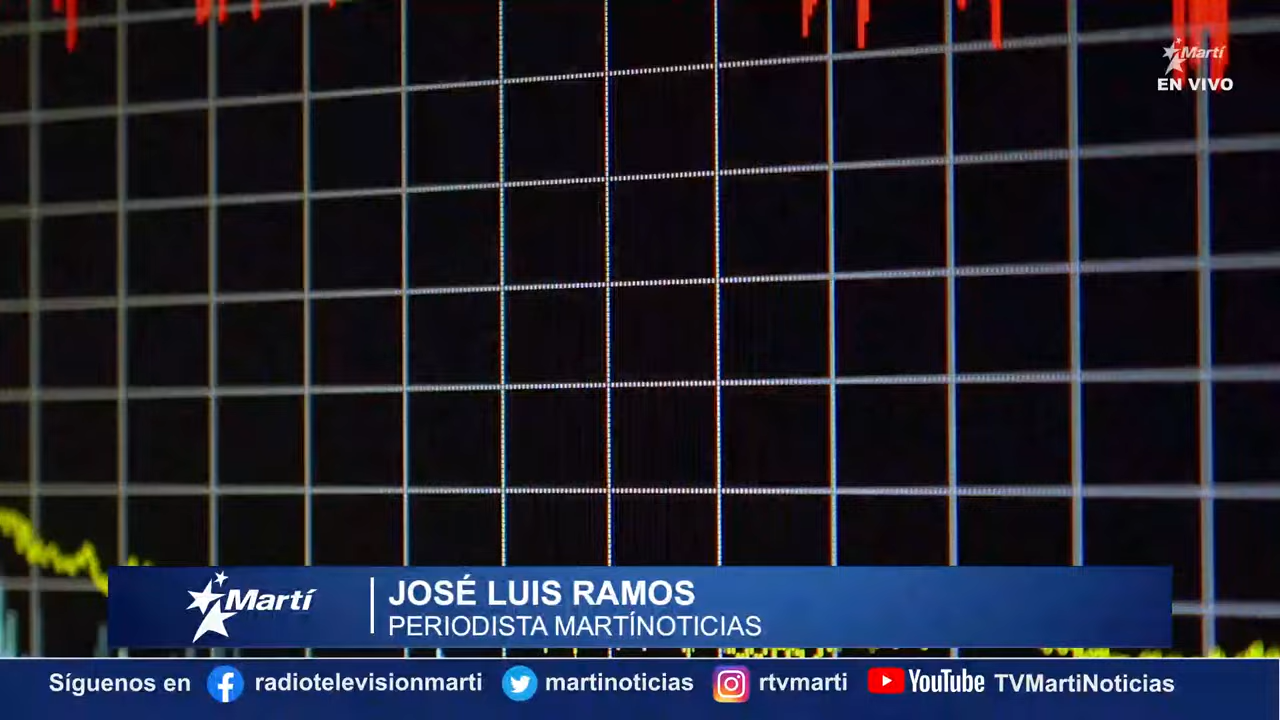 Martí
EN VIVO
Martí
JOSÉ LUIS RAMOS
PERIODISTA MARTÍNOTICIAS
Síguenos en radiotelevisionmarti martinoticias rtvmarti YouTube TVMartiNoticias